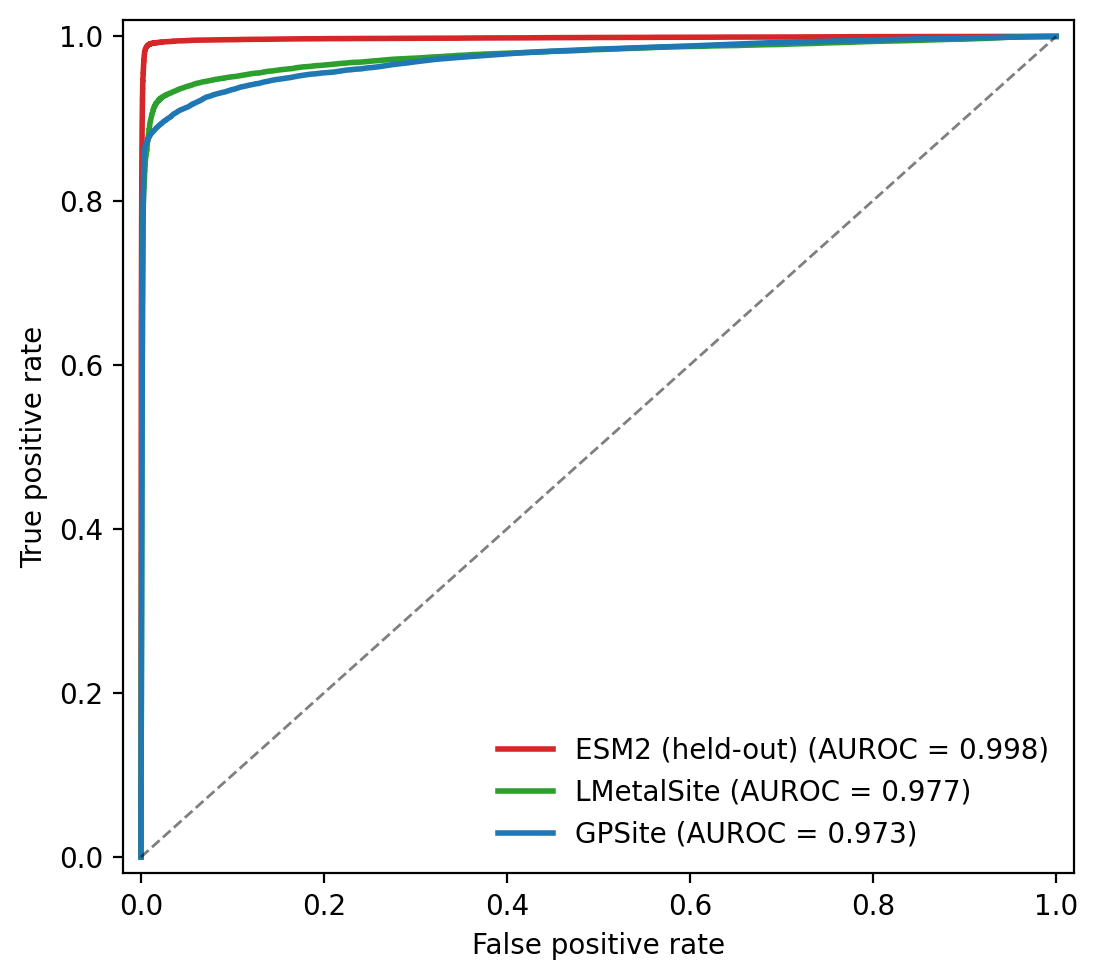 1.0
0.8
0.6
0.4
0.2
0.0
True positive rate
ESM2 (held-out) (AUROC = 0.998)
LMetalSite (AUROC = 0.977)
GPSite (AUROC = 0.973)
0.0 0.2 0.4 0.6 0.8 1.0
False positive rate